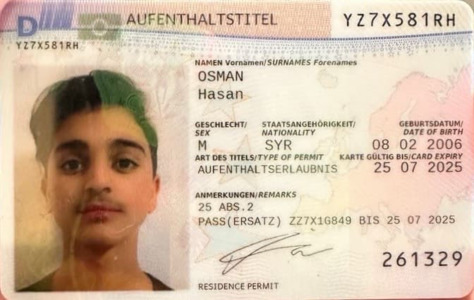 D AUFENTHALTSTITEL YZ7X581RH
YZ7X581RH
NAMEN Vornamen/SURNAMES Forenames
OSMAN
Hasan
GESCHLECHT/ SEX STAATSANGEHÖRIGKEIT/ NATIONALITY GEBURTSDATUM/ DATE OF BIRTH
M SYR 08 02 2006
ART DES TITELS/TYPE OF PERMIT KARTE GÜLTIG BIS/CARD EXPIRY
AUFENTHALTSERLAUBNIS 25 07 2025
ANMERKUNGEN/REMARKS
25 ABS.2
PASS(ERSATZ) ZZ7X1G849 BIS 25 07 2025
261329
RESIDENCE PERMIT